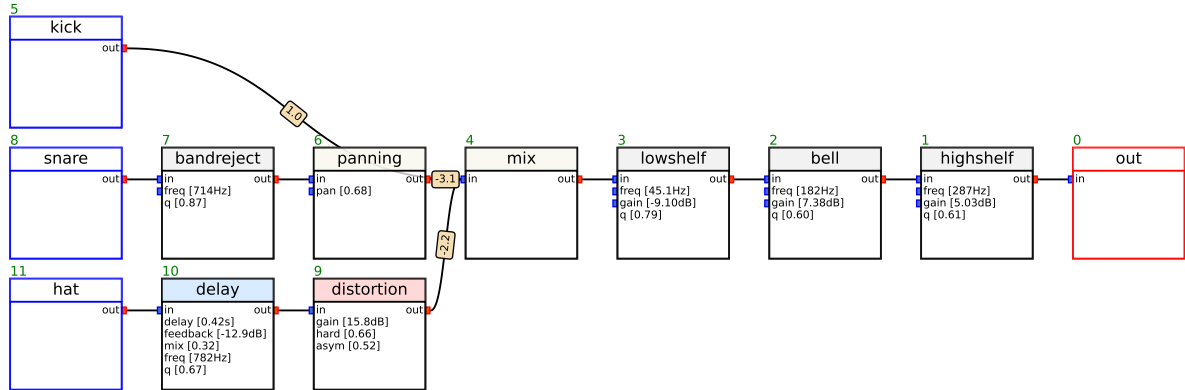 5
kick
out
1.0
8
snare
out
7
bandreject
in
out
freq [714Hz]
q [0.87]
6
panning
in
out
pan [0.68]
-3.1
4
mix
in
out
3
lowshelf
in
out
freq [45.1Hz]
gain [-9.10dB]
q [0.79]
2
bell
in
out
freq [182Hz]
gain [7.38dB]
q [0.60]
1
highshelf
in
out
freq [287Hz]
gain [5.03dB]
q [0.61]
0
out
in
-2.2
11
hat
out
10
delay
in
out
delay [0.42s]
feedback [-12.9dB]
mix [0.32]
freq [782Hz]
q [0.67]
9
distortion
in
out
gain [15.8dB]
hard [0.66]
asym [0.52]